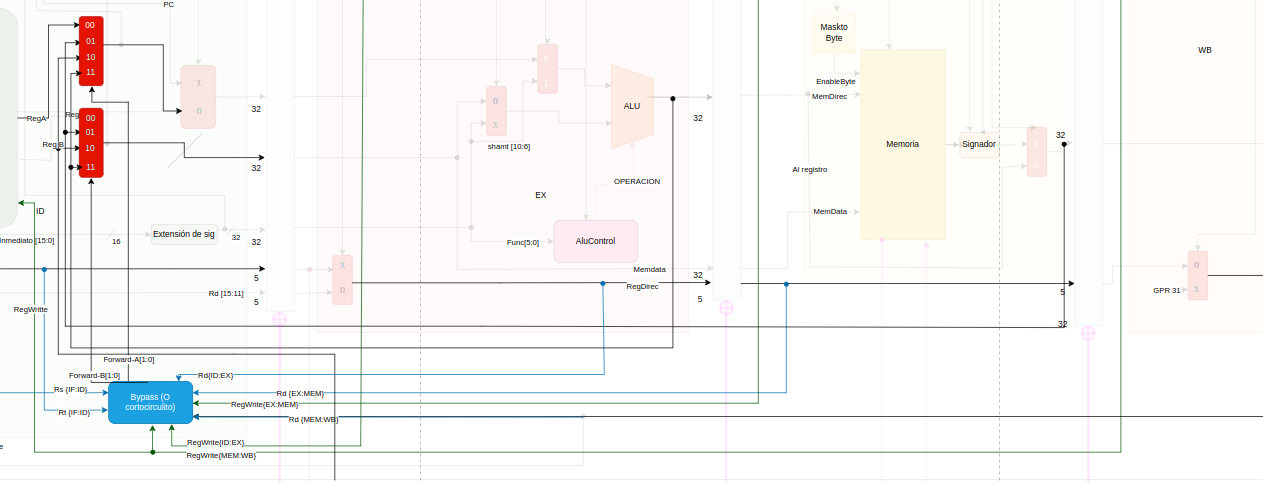 PC
00
01
10
11
RegA
Reg
Reg B
00
01
10
11
1
0
32
32
ID
Inmediato [15:0]
16
Extensión de sig
32
32
5
Rd [15:11]
5
RegWritte
0
1
0
1
shamt [10:6]
ALU
32
OPERACION
EX
Func[5:0]
AluControl
1
0
Memdata
32
RegDirec
5
Maskto
Byte
EnableByte
MemDirec
Memoria
Signador
32
1
0
Al registro
MemData
WB
GPR 31
0
1
5
32
Forward-A[1:0]
Forward-B[1:0]
Rd{ID:EX}
Rs {IF:ID}
Bypass (O
cortocirculito)
Rd {EX:MEM}
RegWrite{EX:MEM}
Rt {IF:ID}
Rd {MEM:WB}
RegWrite{ID:EX}
RegWrite{MEM:WB}
e